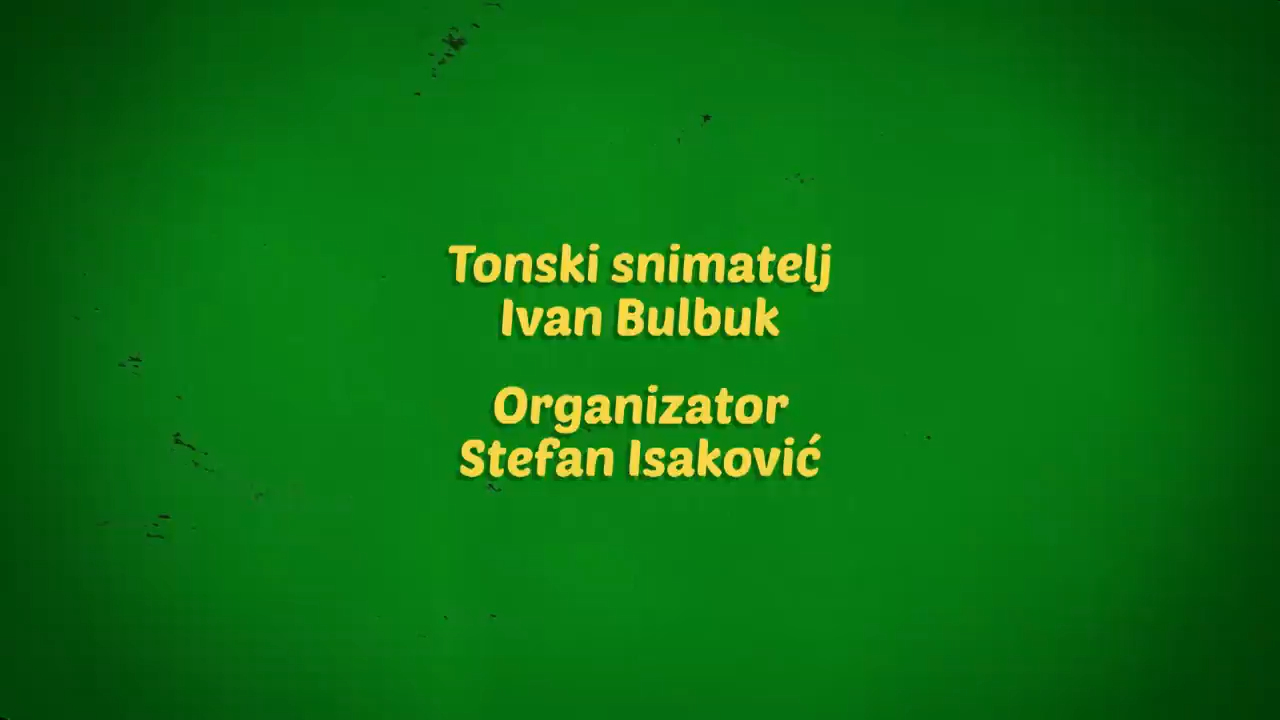 Tonski snimatelj
Ivan Bulbuk
Organizator
Stefan Isaković